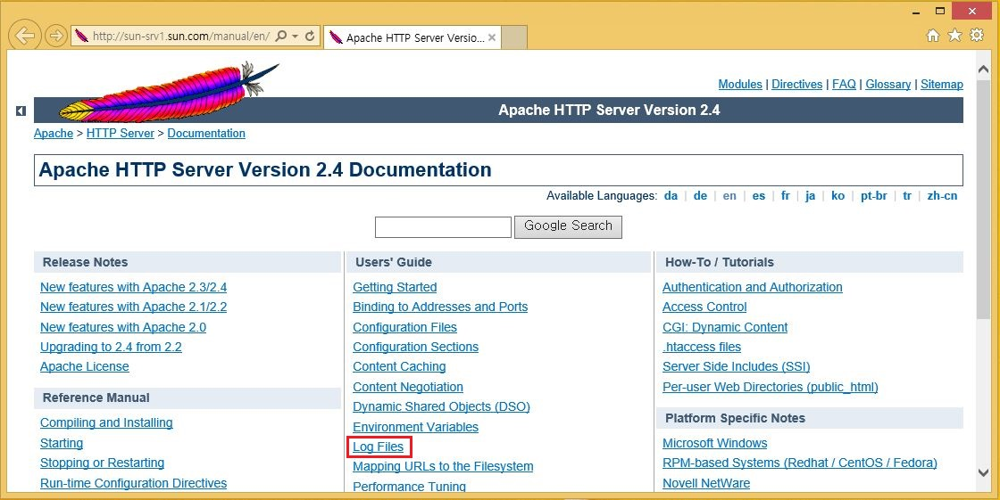 http://sun-srv1.sun.com/manual/en/
Apache HTTP Server Versio...
Modules | Directives | FAQ | Glossary | Sitemap
Apache HTTP Server Version 2.4
Apache > HTTP Server > Documentation
Apache HTTP Server Version 2.4 Documentation
Available Languages: da | de | en | es | fr | ja | ko | pt-br | tr | zh-cn
Google Search
Release Notes
New features with Apache 2.3/2.4
New features with Apache 2.1/2.2
New features with Apache 2.0
Upgrading to 2.4 from 2.2
Apache License
Reference Manual
Compiling and Installing
Starting
Stopping or Restarting
Run-time Configuration Directives
Users' Guide
Getting Started
Binding to Addresses and Ports
Configuration Files
Configuration Sections
Content Caching
Content Negotiation
Dynamic Shared Objects (DSO)
Environment Variables
Log Files
Mapping URLs to the Filesystem
Performance Tuning
How-To / Tutorials
Authentication and Authorization
Access Control
CGI: Dynamic Content
.htaccess files
Server Side Includes (SSI)
Per-user Web Directories (public_html)
Platform Specific Notes
Microsoft Windows
RPM-based Systems (Redhat / CentOS / Fedora)
Novell NetWare